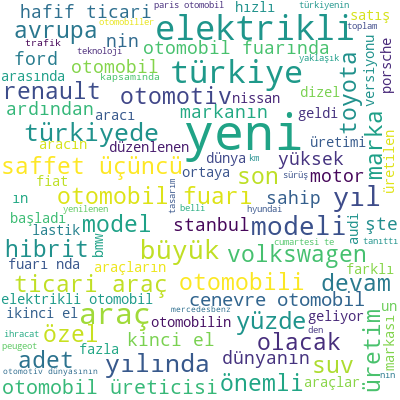 paris otomobil
türkiyenin
hafif ticari
elektrikli
hızlı
otomobiller
satış
toplam
avrupa
nin
trafik
otomobil fuarında
teknoloji
yaklaşık
ford
otomobil
türkiye
toyota
versiyonu
porsche
arasında
kapsamında
renault
otomotiv
nissan
dizel
ardından
aracı
markanın
geldi
türkiyede
yeni
marka
aracın
düzenlenen
üretimi
üretilen
saffet üçüncü
dünya
km
yüksek
fiat
ortaya
son
motor
sürüş
ın
otomobil fuarı
tasarım
sahip
yıl
yenilenen
belli
hyundai
başladı
model
stanbul
modeli
audi
şte
lastik
bmw
cumartesi te
tanıttı
hibrit
büyük
volkswagen
fuarı nda
araçların
farklı
ticari araç
otomobili
devam
elektrikli otomobil
cenevre otomobil
un
ikinci el
araç
mercedesbenz
yüzde
geliyor
markası
ihracat
özel
otomobilin
den
üretim
peugeot
fazla
kinci el
olacak
adet
yılında
dünyanın
suv
otomotiv dünyasının
nin
otomobil üreticisi
önemli
araçlar